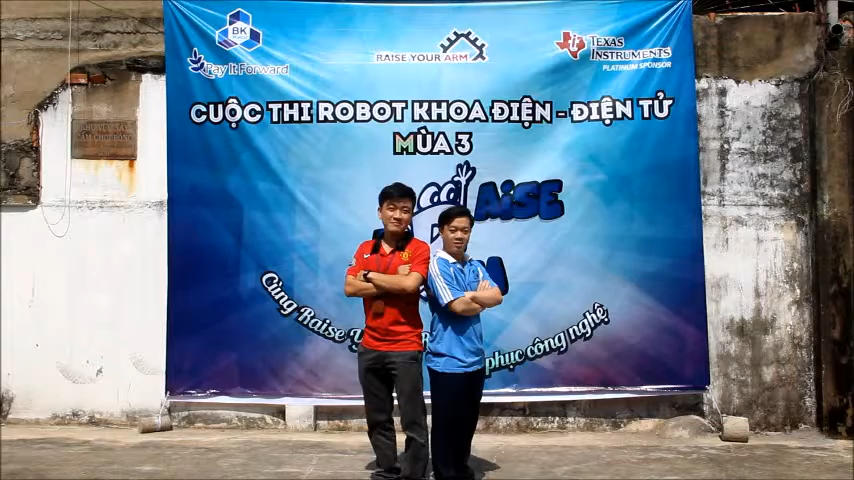 BK
Pay It Forward
RAISE YOUR ARM
TEXAS INSTRUMENTS
PLATINUM SPONSOR
CUỘC THI ROBOT KHOA ĐIỆN - ĐIỆN TỬ
MÙA 3
AISE
Cùng Raise Y
phục công nghệ